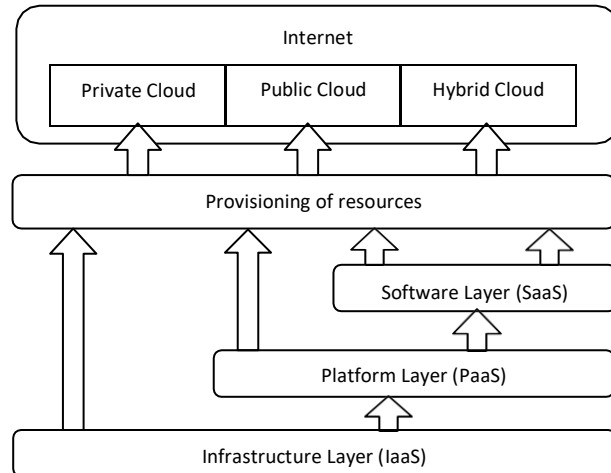 Internet
Private Cloud
Public Cloud
Hybrid Cloud
Provisioning of resources
Software Layer (SaaS)
Platform Layer (PaaS)
Infrastructure Layer (IaaS)